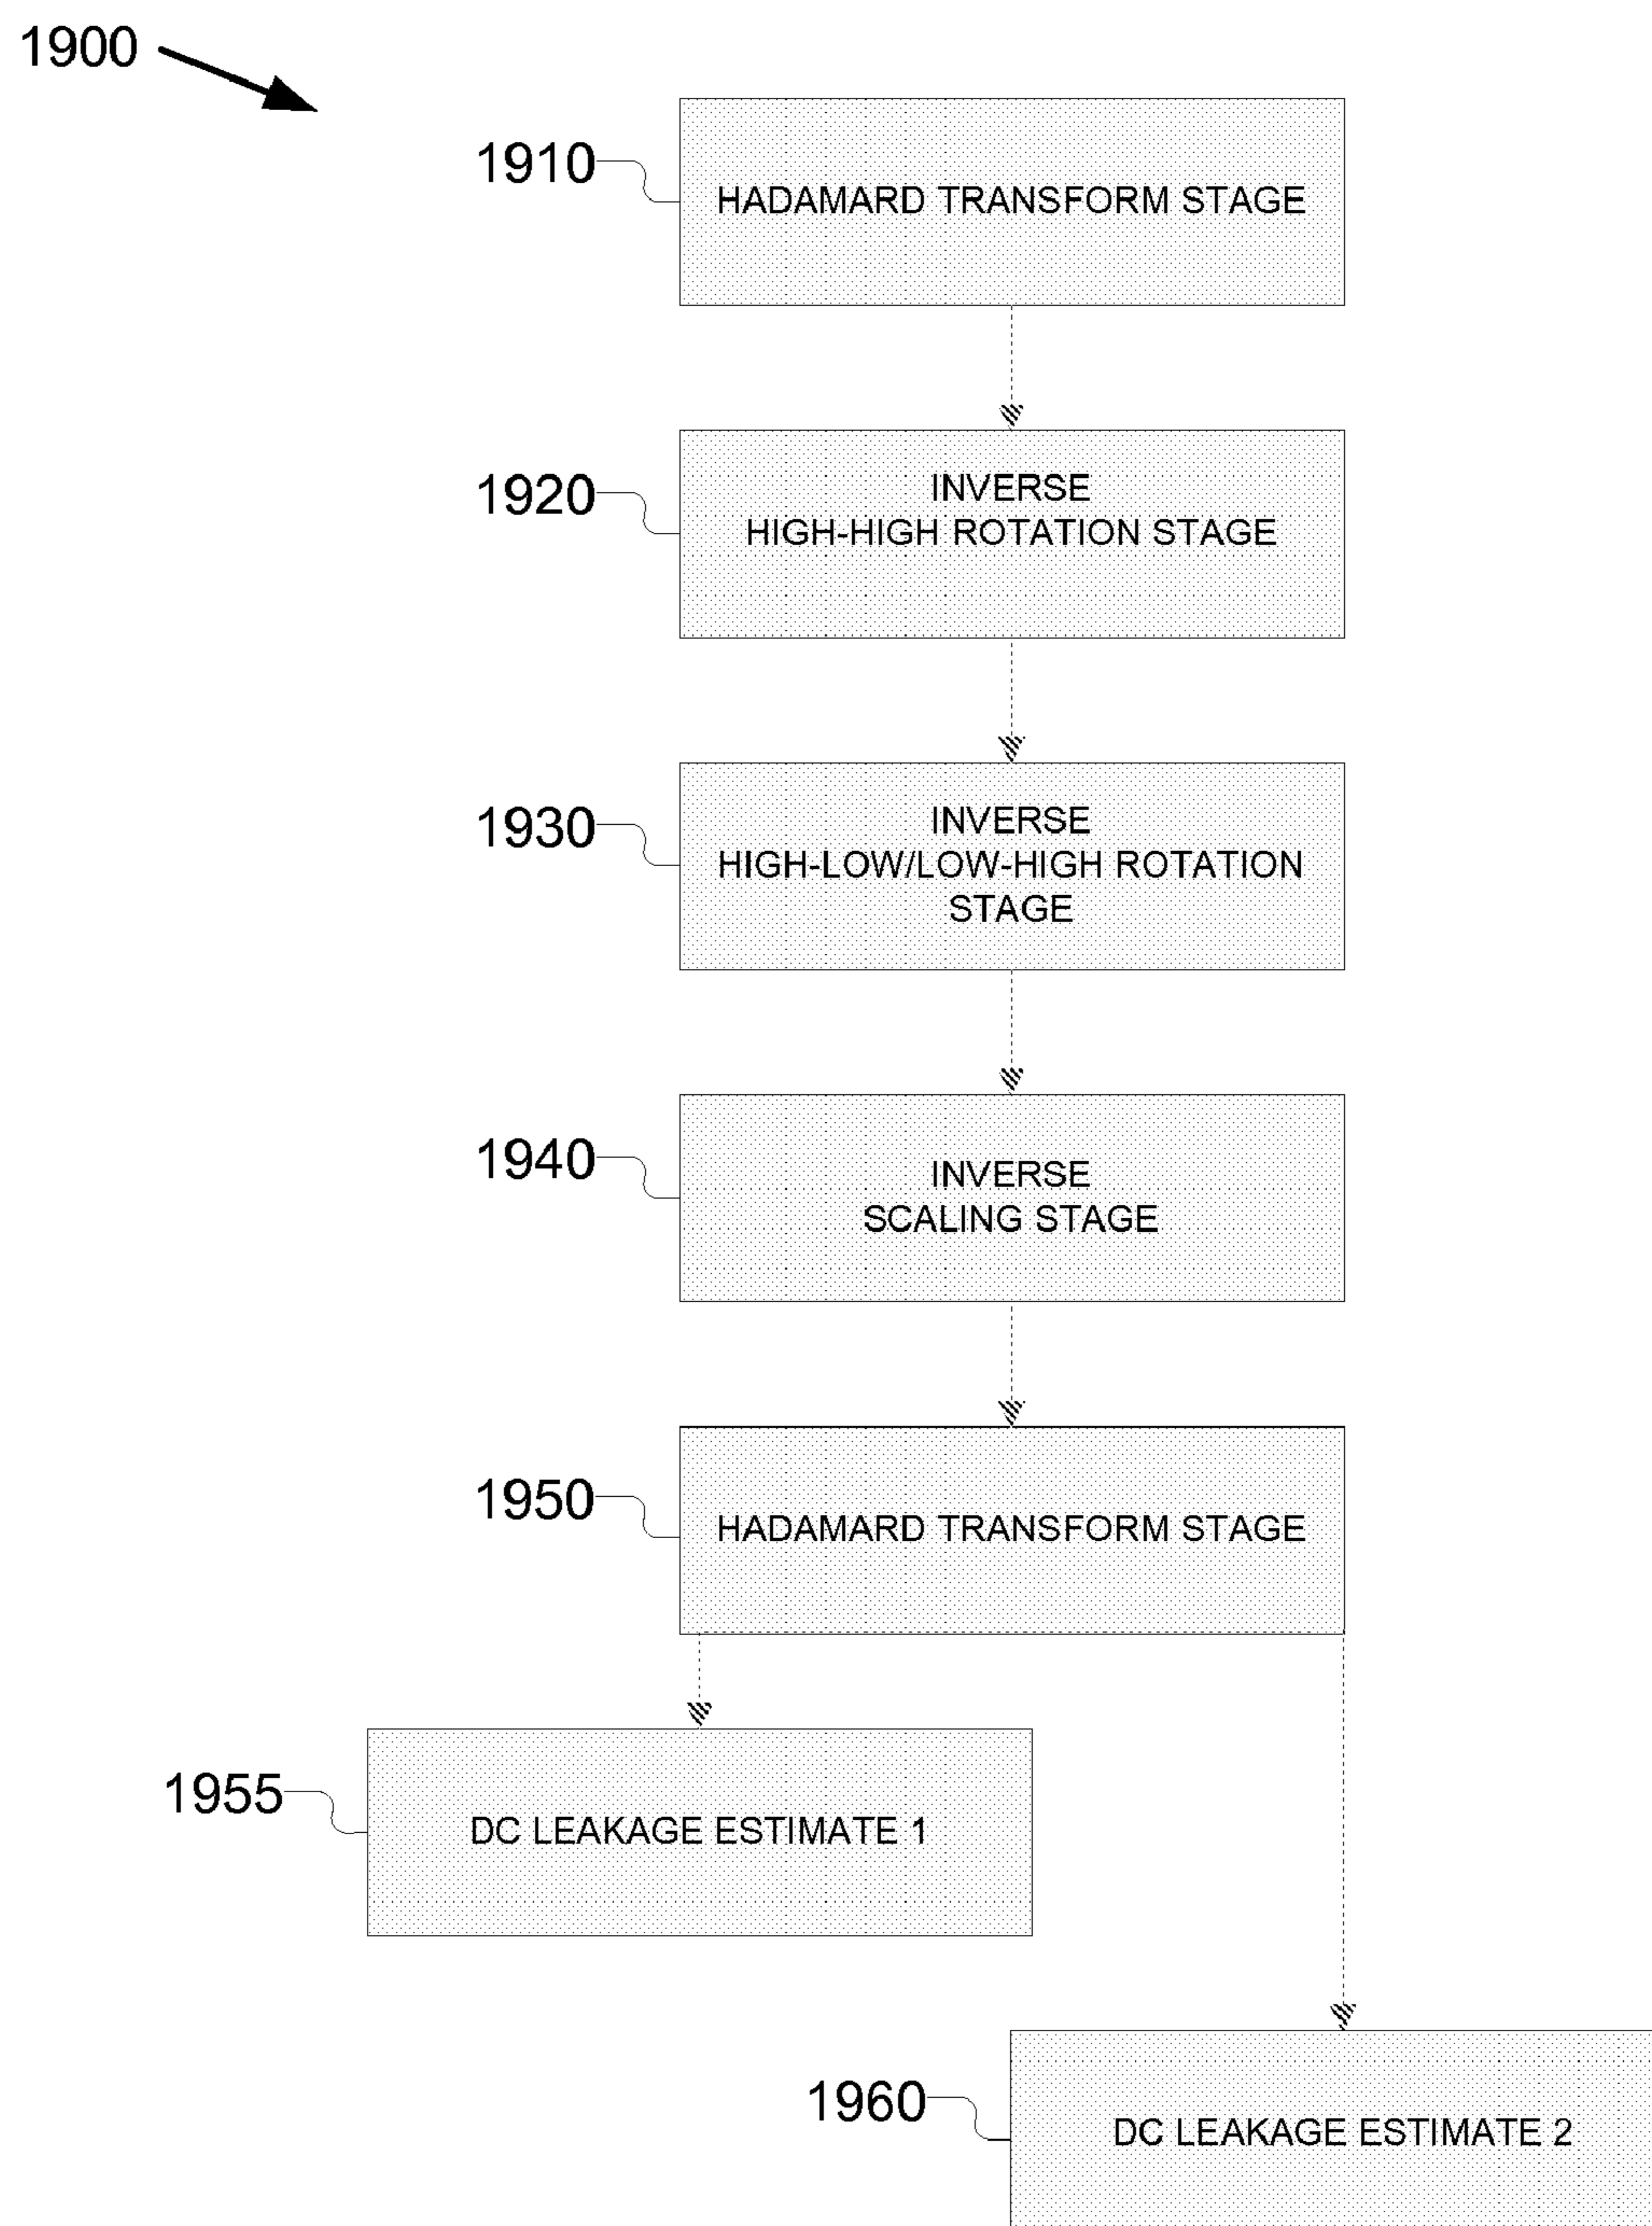 1900
1910
HADAMARD TRANSFORM STAGE
1920
INVERSE
HIGH-HIGH ROTATION STAGE
1930
INVERSE
HIGH-LOW/LOW-HIGH ROTATION
STAGE
1940
INVERSE
SCALING STAGE
1950
HADAMARD TRANSFORM STAGE
1955
DC LEAKAGE ESTIMATE 1
1960
DC LEAKAGE ESTIMATE 2